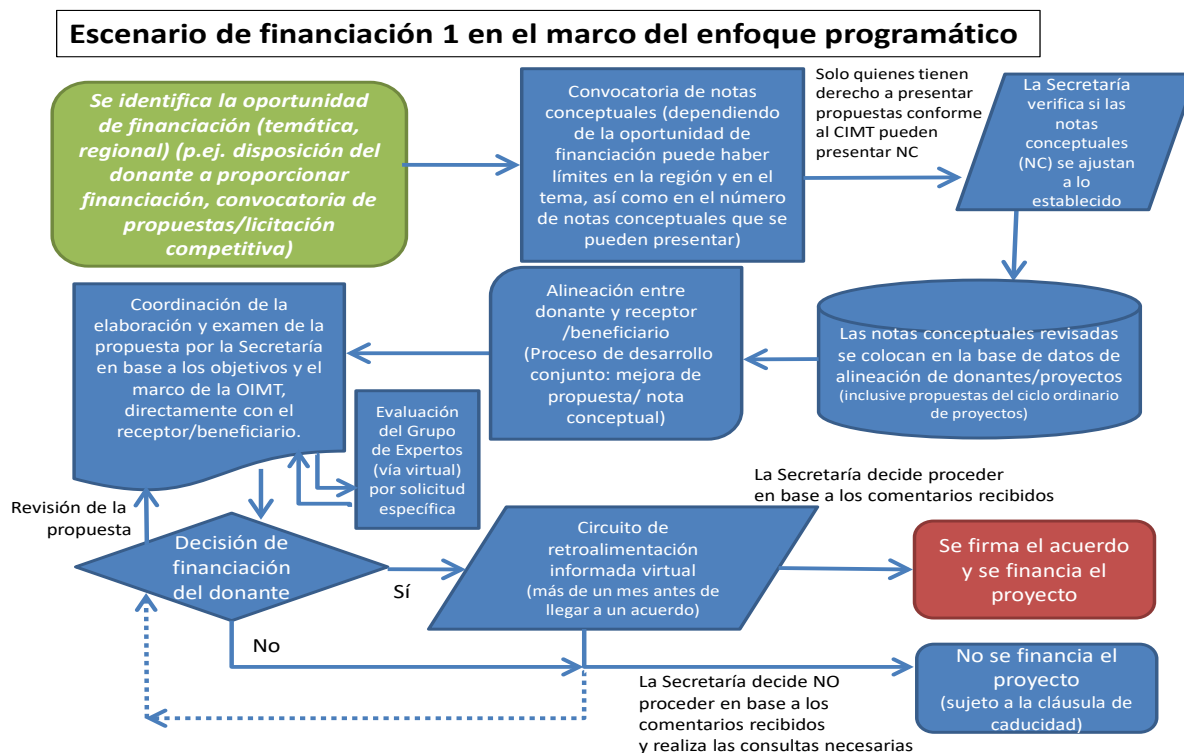 Escenario de financiación 1 en el marco del enfoque programático
Se identifica la oportunidad
de financiación (temática,
regional) (p.ej. disposición del
donante a proporcionar
financiación, convocatoria de
propuestas/licitación
competitiva)
Convocatoria de notas
conceptuales (dependiendo
de la oportunidad de
financiación puede haber
límites en la región y en el
tema, así como en el número
de notas conceptuales que se
pueden presentar)
Solo quienes tienen
derecho a presentar
propuestas conforme
al CIMT pueden
presentar NC
La Secretaría
verifica si las
notas
conceptuales
(NC) se ajustan
a lo
establecido
Las notas conceptuales revisadas
se colocan en la base de datos de
alineación de donantes/proyectos
(inclusive propuestas del ciclo ordinario
de proyectos)
Alineación entre
donante y receptor
/beneficiario
(Proceso de desarrollo
conjunto: mejora de
propuesta/ nota
conceptual)
Coordinación de la
elaboración y examen de la
propuesta por la Secretaría
en base a los objetivos y el
marco de la OIMT,
directamente con el
receptor/beneficiario.
Evaluación
del Grupo
de Expertos
(vía virtual)
por solicitud
específica
Revisión de la
propuesta
Decisión de
financiación
del donante
Sí
No
Circuito de
retroalimentación
informada virtual
(más de un mes antes de
llegar a un acuerdo)
La Secretaría decide proceder
en base a los comentarios recibidos
Se firma el acuerdo
y se financia el
proyecto
La Secretaría decide NO
proceder en base a los
comentarios recibidos
y realiza las consultas necesarias
No se financia el
proyecto
(sujeto a la cláusula de
caducidad)